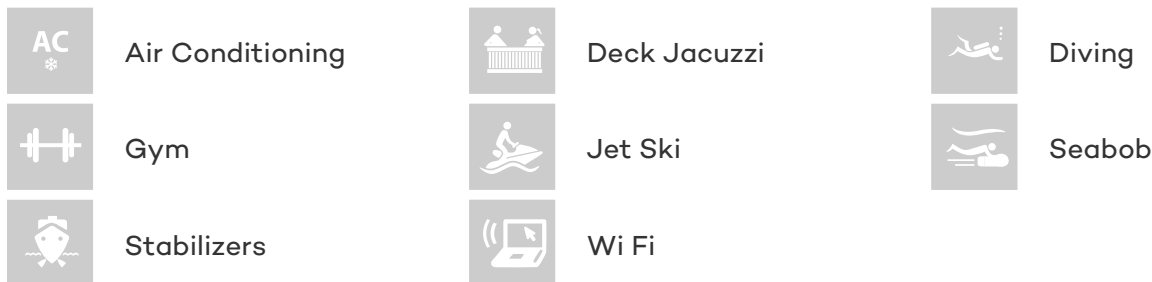 AC
Air Conditioning
Deck Jacuzzi
Diving
Gym
Jet Ski
Seabob
Stabilizers
Wi Fi